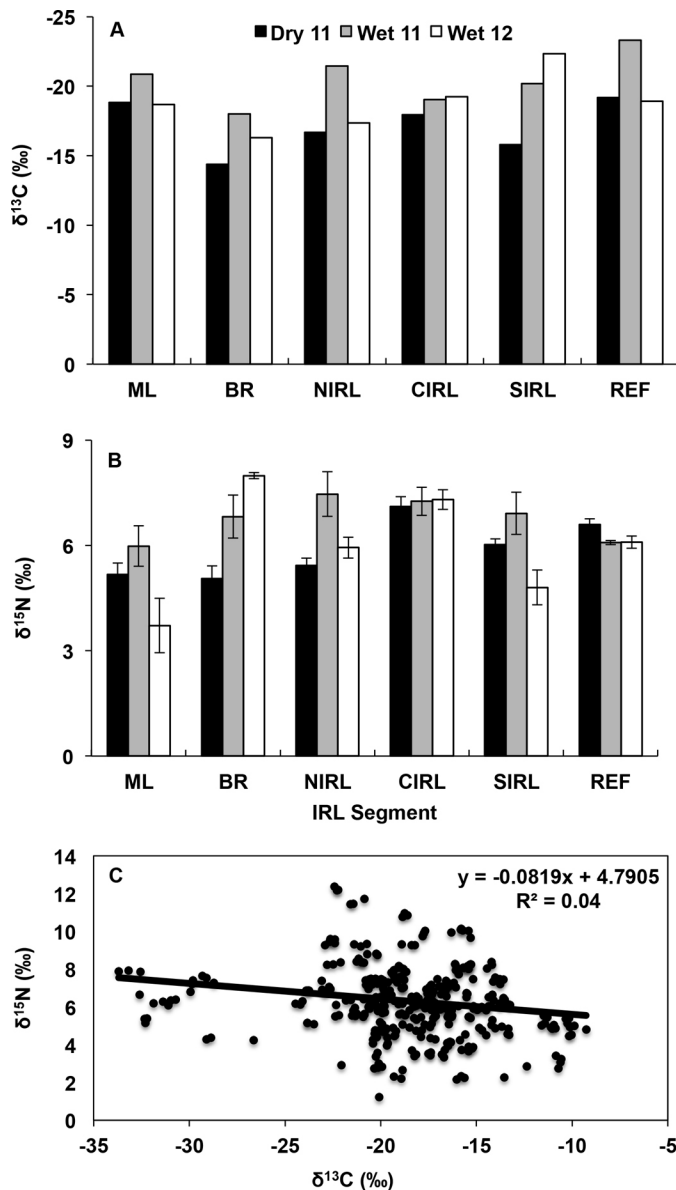 A
Dry 11 Wet 11 Wet 12
-25
-20
-15
-10
-5
0
δ¹³C (‰)
ML BR NIRL CIRL SIRL REF
B
9
6
3
0
δ¹⁵N (‰)
ML BR NIRL CIRL SIRL REF
IRL Segment
C
y = -0.0819x + 4.7905
R² = 0.04
14
12
10
8
6
4
2
0
δ¹⁵N (‰)
-35 -30 -25 -20 -15 -10 -5
δ¹³C (‰)